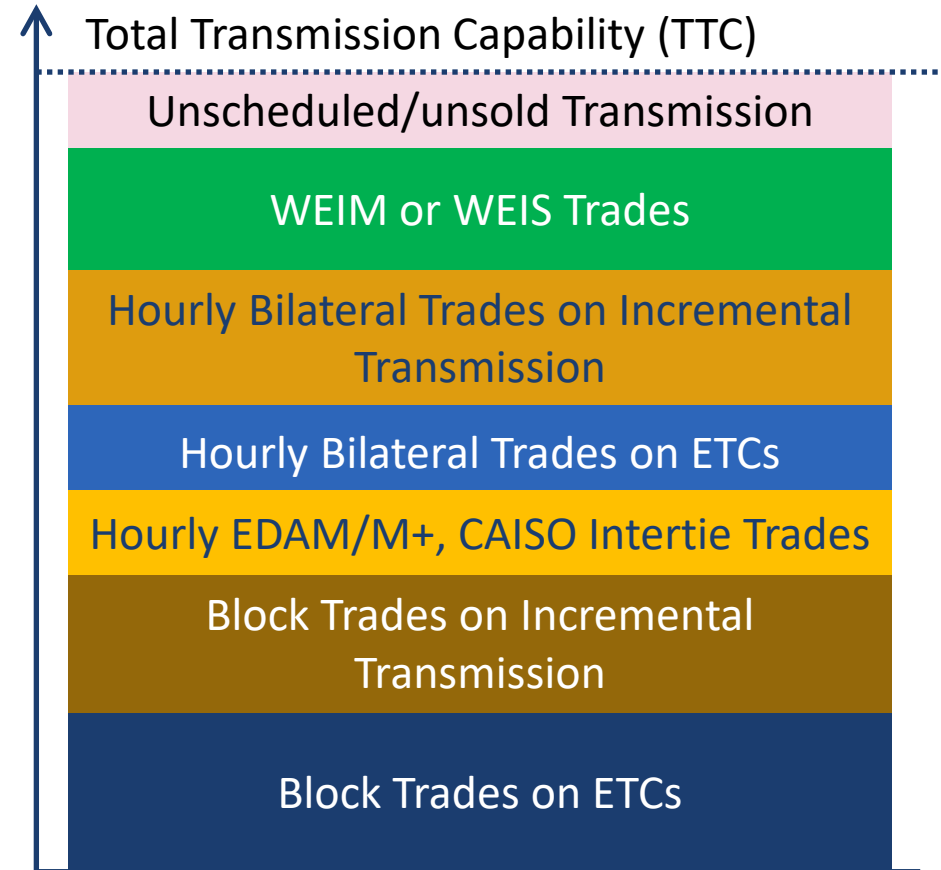 Total Transmission Capability (TTC)
Unscheduled/unsold Transmission
WEIM or WEIS Trades
Hourly Bilateral Trades on Incremental
Transmission
Hourly Bilateral Trades on ETCs
Hourly EDAM/M+, CAISO Intertie Trades
Block Trades on Incremental
Transmission
Block Trades on ETCs